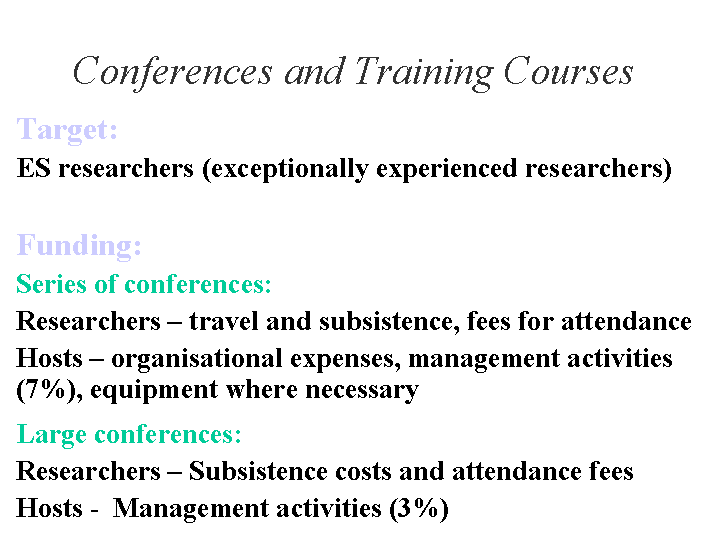 Conferences and Training Courses
Target:
ES researchers (exceptionally experienced researchers)
Funding:
Series of conferences:
Researchers – travel and subsistence, fees for attendance
Hosts – organisational expenses, management activities
(7%), equipment where necessary
Large conferences:
Researchers – Subsistence costs and attendance fees
Hosts - Management activities (3%)